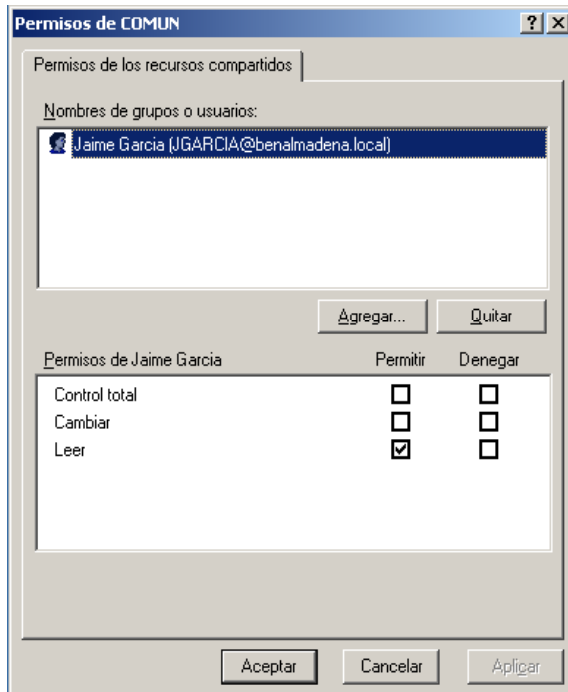 Permisos de COMUN
Permisos de los recursos compartidos
Nombres de grupos o usuarios:
Jaime Garcia (JGARCIA@benalmadena.local)
Agregar... Quitar
Permisos de Jaime Garcia Permitir Denegar
Control total
Cambiar
Leer
Aceptar Cancelar Aplicar